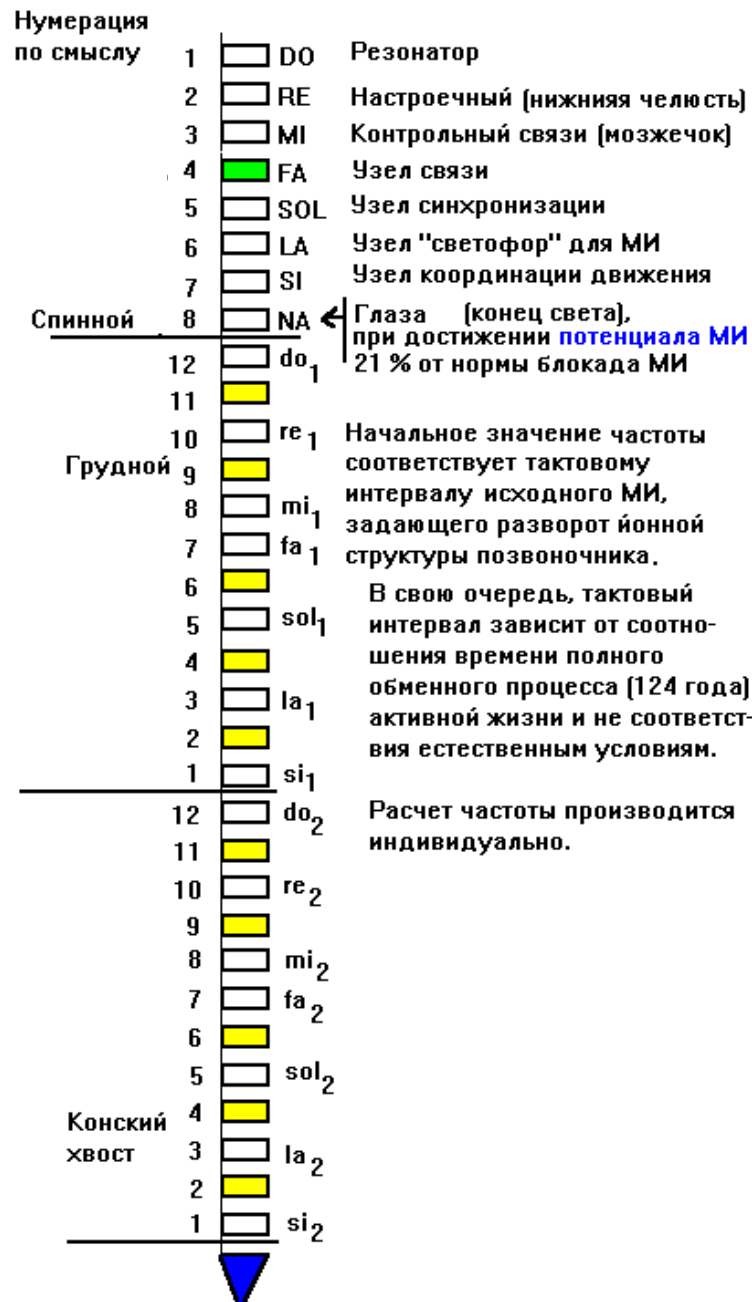 Нумерация
по смыслу
1 DO Резонатор
2 RE Настроечный (нижнияя челюсть)
3 MI Контрольный связи (мозжечок)
4 FA Узел связи
5 SOL Узел синхронизации
6 LA Узел "светофор" для МИ
7 SI Узел координации движения
Спинной 8 NA Глаза (конец света),
при достижении потенциала МИ
12 do1 21 % от нормы блокада МИ
11
10 re1 Начальное значение частоты
Грудной 9 соответствует тактовому
8 mi1 интервалу исходного МИ,
задающего разворот йонной
7 fa1 структуры позвоночника.
6
В свою очередь, тактовый
5 sol1 интервал зависит от соотно-
4 шения времени полного
3 la1 обменного процесса (124 года)
активной жизни и не соответст-
2 вия естественным условиям.
1 si1
12 do2 Расчет частоты производится
индивидуально.
11
10 re2
9
8 mi2
7 fa2
6
5 sol2
4
Конский
хвост 3 la2
2
1 si2